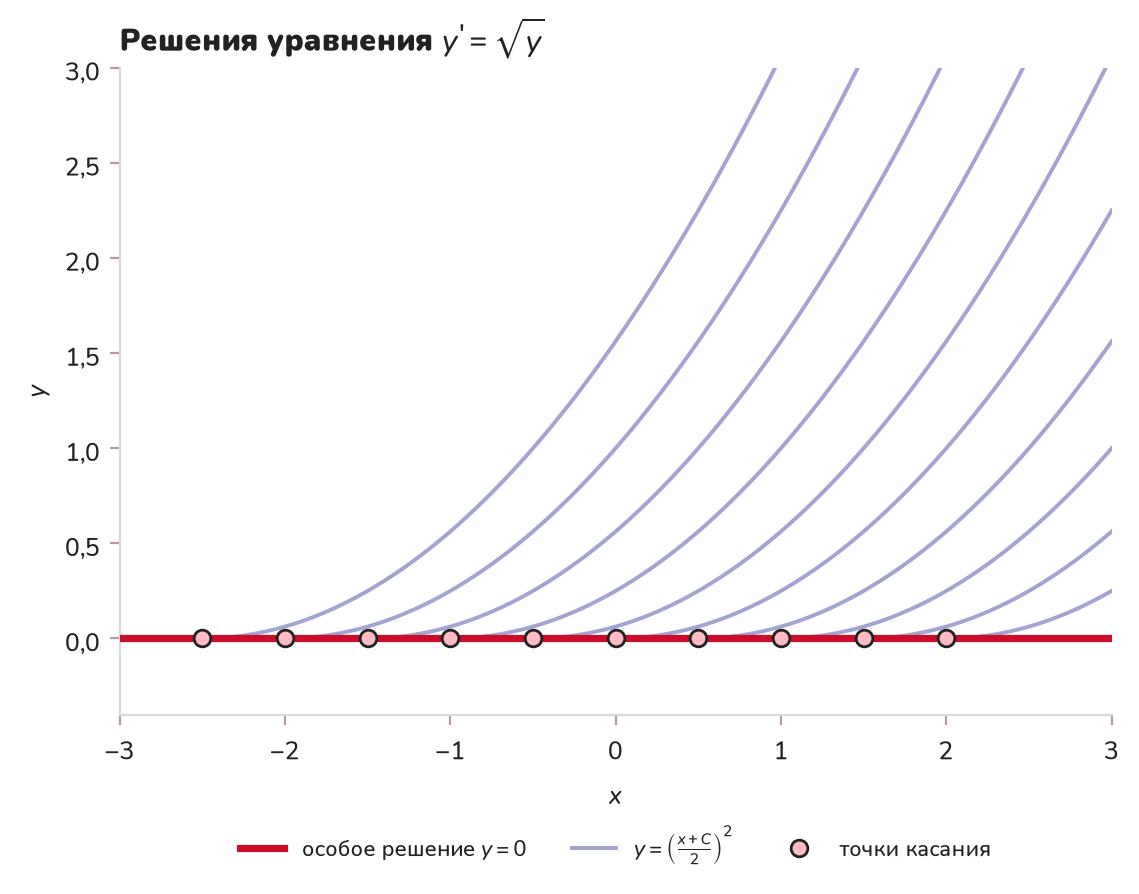 Решения уравнения y' = √y
3,0
2,5
2,0
1,5
1,0
0,5
0,0
y
−3 −2 −1 0 1 2 3
x
особое решение y = 0 y = ((x + C)/2)² точки касания